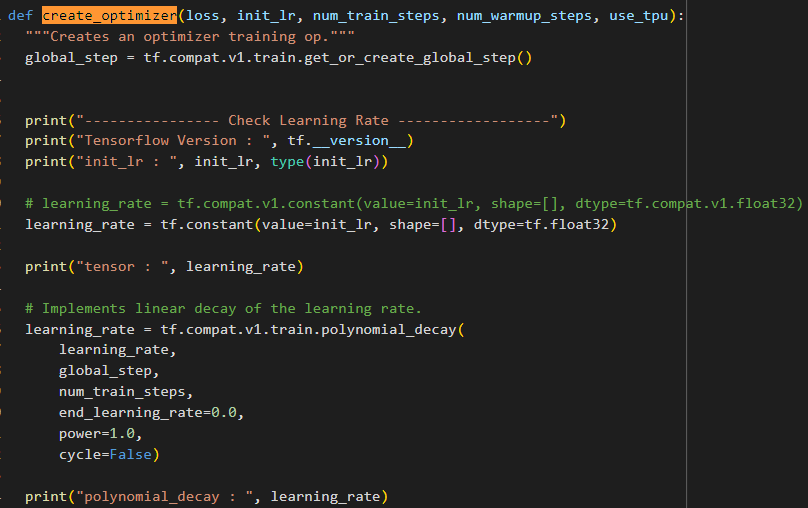 def create_optimizer(loss, init_lr, num_train_steps, num_warmup_steps, use_tpu):
"""Creates an optimizer training op."""
global_step = tf.compat.v1.train.get_or_create_global_step()
print("---------------- Check Learning Rate ------------------")
print("Tensorflow Version : ", tf.__version__)
print("init_lr : ", init_lr, type(init_lr))
# learning_rate = tf.compat.v1.constant(value=init_lr, shape=[], dtype=tf.compat.v1.float32)
learning_rate = tf.constant(value=init_lr, shape=[], dtype=tf.float32)
print("tensor : ", learning_rate)
# Implements linear decay of the learning rate.
learning_rate = tf.compat.v1.train.polynomial_decay(
learning_rate,
global_step,
num_train_steps,
end_learning_rate=0.0,
power=1.0,
cycle=False)
print("polynomial_decay : ", learning_rate)